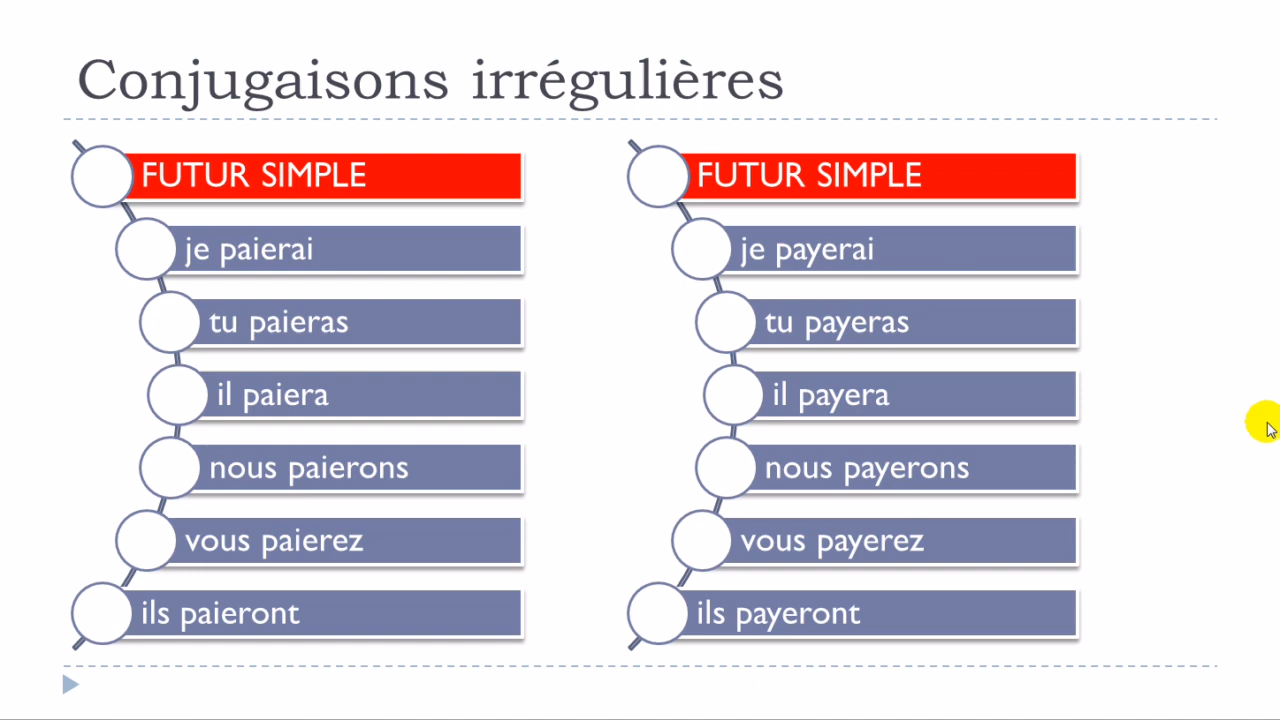 Conjugaisons irrégulières
FUTUR SIMPLE
je paierai
tu paieras
il paiera
nous paierons
vous paierez
ils paieront
FUTUR SIMPLE
je payerai
tu payeras
il payera
nous payerons
vous payerez
ils payeront